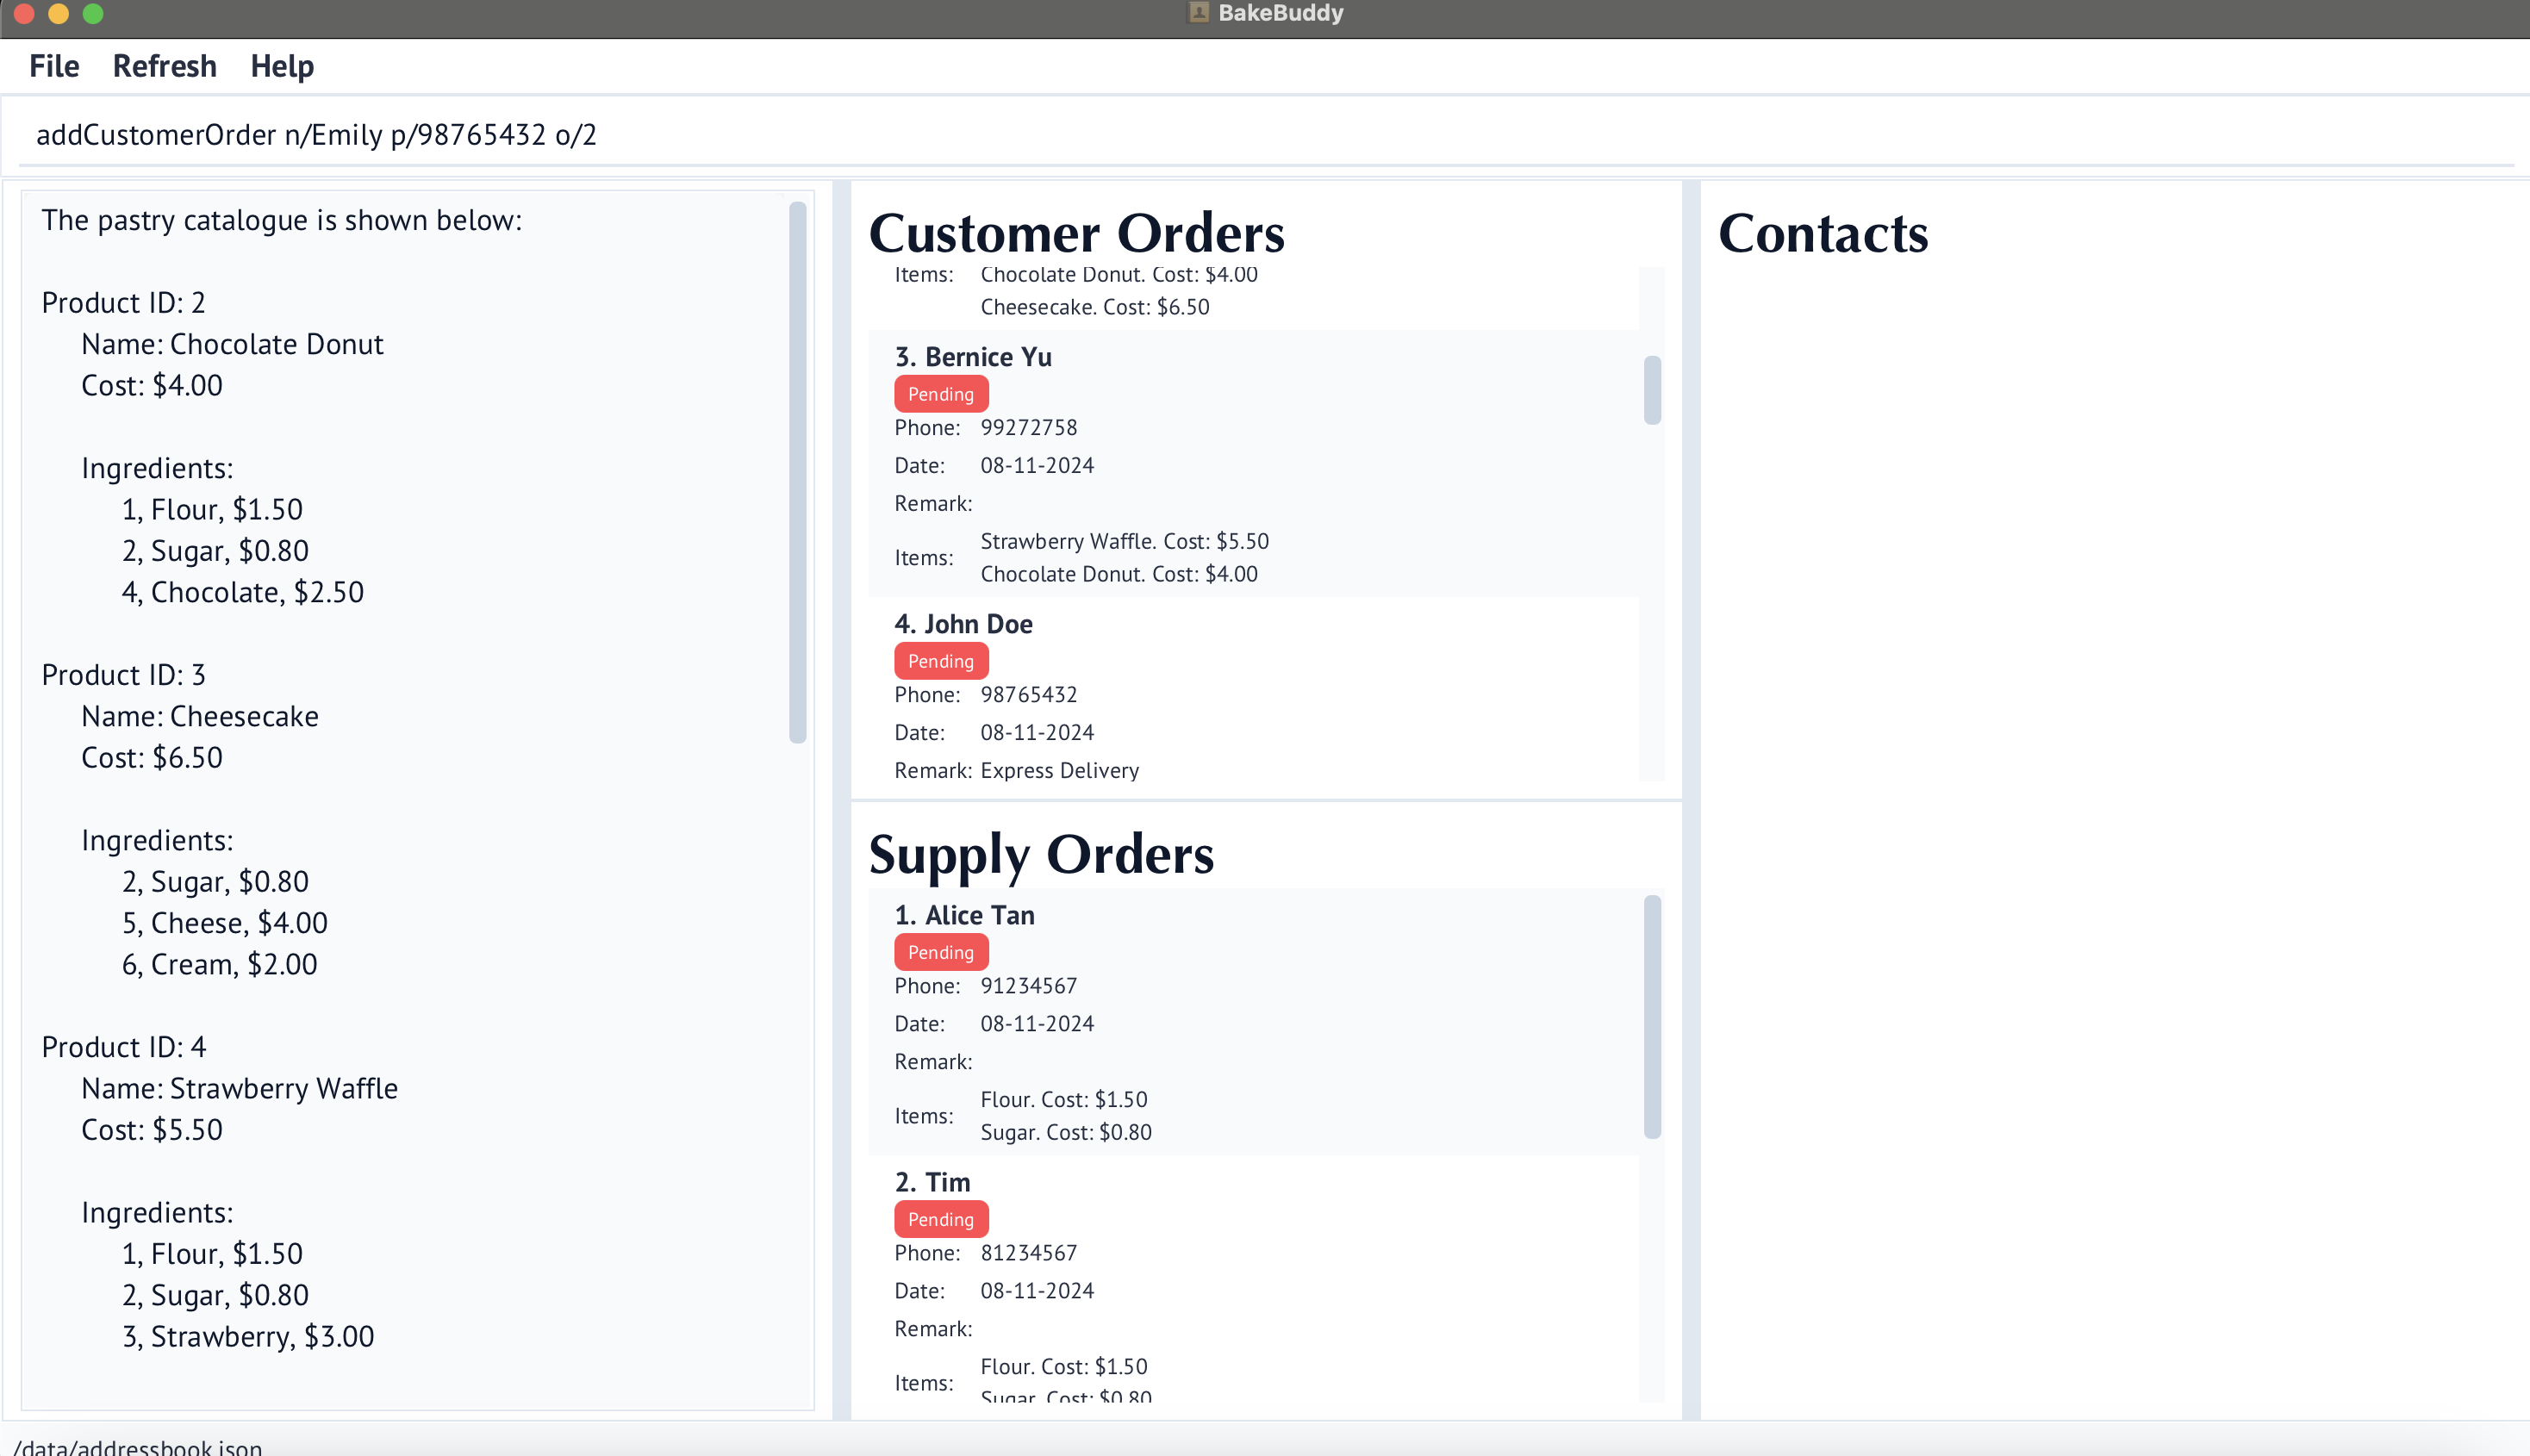 BakeBuddy
File Refresh Help
addCustomerOrder n/Emily p/98765432 o/2
The pastry catalogue is shown below:
Product ID: 2
Name: Chocolate Donut
Cost: $4.00
Ingredients:
1, Flour, $1.50
2, Sugar, $0.80
4, Chocolate, $2.50
Product ID: 3
Name: Cheesecake
Cost: $6.50
Ingredients:
2, Sugar, $0.80
5, Cheese, $4.00
6, Cream, $2.00
Product ID: 4
Name: Strawberry Waffle
Cost: $5.50
Ingredients:
1, Flour, $1.50
2, Sugar, $0.80
3, Strawberry, $3.00
Customer Orders
Items: Chocolate Donut. Cost: $4.00
Cheesecake. Cost: $6.50
3. Bernice Yu
Pending
Phone: 99272758
Date: 08-11-2024
Remark:
Items: Strawberry Waffle. Cost: $5.50
Chocolate Donut. Cost: $4.00
4. John Doe
Pending
Phone: 98765432
Date: 08-11-2024
Remark: Express Delivery
Supply Orders
1. Alice Tan
Pending
Phone: 91234567
Date: 08-11-2024
Remark:
Items: Flour. Cost: $1.50
Sugar. Cost: $0.80
2. Tim
Pending
Phone: 81234567
Date: 08-11-2024
Remark:
Items: Flour. Cost: $1.50
Sugar. Cost: $0.80
Contacts
/data/addressbook.json